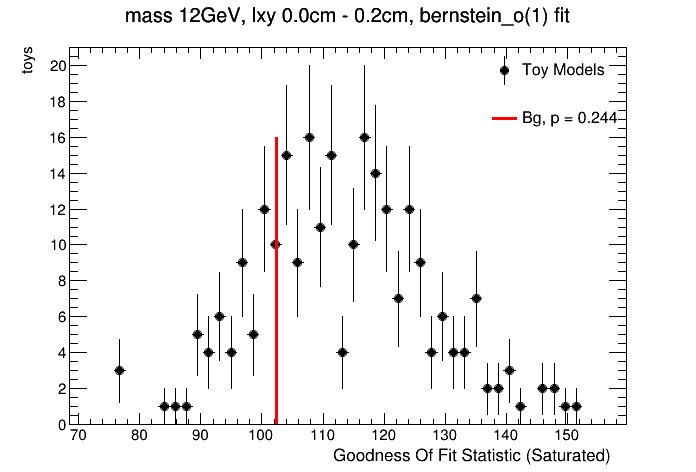 mass 12GeV, lxy 0.0cm - 0.2cm, bernstein_o(1) fit
toys
20
18
16
14
12
10
8
6
4
2
0
Toy Models
Bg, p = 0.244
70 80 90 100 110 120 130 140 150
Goodness Of Fit Statistic (Saturated)